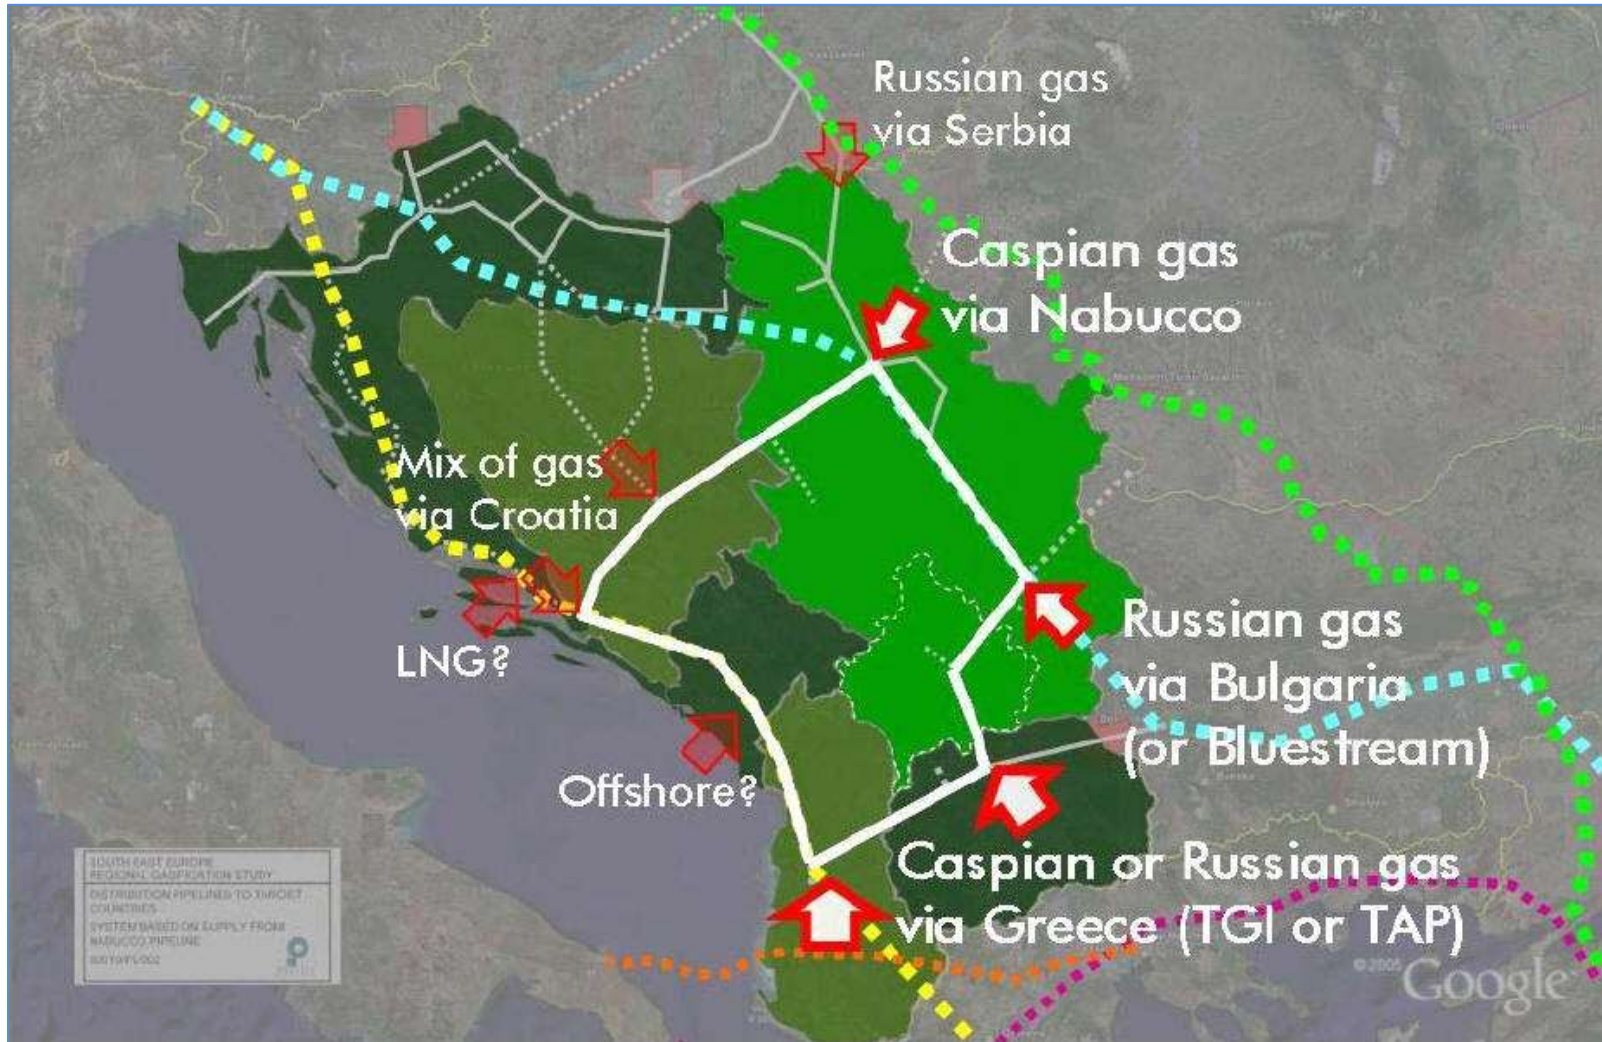 Russian gas
via Serbia
Caspian gas
via Nabucco
Mix of gas
via Croatia
LNG?
Offshore?
Russian gas
via Bulgaria
(or Bluestream)
Caspian or Russian gas
via Greece (TGI or TAP)
SOUTH EAST EUROPE
REGIONAL GASIFICATION STUDY
DISTRIBUTION PIPELINES TO TARGET
COUNTRIES
SYSTEM BASED ON SUPPLY FROM
NABUCCO PIPELINE
© 2005
Google